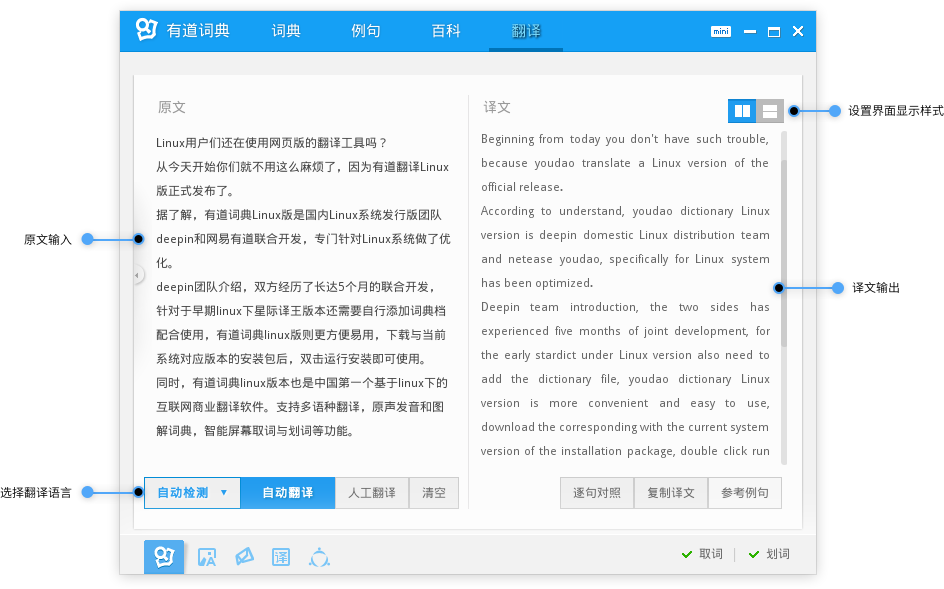 有道词典 词典 例句 百科 翻译 mini
原文
译文
设置界面显示样式
Linux用户们还在使用网页版的翻译工具吗？
从今天开始你们就不用这么麻烦了，因为有道翻译Linux
版正式发布了。
据了解，有道词典Linux版是国内Linux系统发行版团队
deepin和网易有道联合开发，专门针对Linux系统做了优
化。
deepin团队介绍，双方经历了长达5个月的联合开发，
针对于早期linux下星际译王版本还需要自行添加词典档
配合使用，有道词典linux版则更方便易用，下载与当前
系统对应版本的安装包后，双击运行安装即可使用。
同时，有道词典linux版本也是中国第一个基于linux下的
互联网商业翻译软件。支持多语种翻译，原声发音和图
解词典，智能屏幕取词与划词等功能。
Beginning from today you don't have such trouble,
because youdao translate a Linux version of the
official release.
According to understand, youdao dictionary Linux
version is deepin domestic Linux distribution team
and netease youdao, specifically for Linux system
has been optimized.
Deepin team introduction, the two sides has
experienced five months of joint development, for
the early stardict under Linux version also need to
add the dictionary file, youdao dictionary Linux
version is more convenient and easy to use,
download the corresponding with the current system
version of the installation package, double click run
原文输入
译文输出
选择翻译语言
自动检测 自动翻译 人工翻译 清空
逐句对照 复制译文 参考例句
A 译
取词 划词